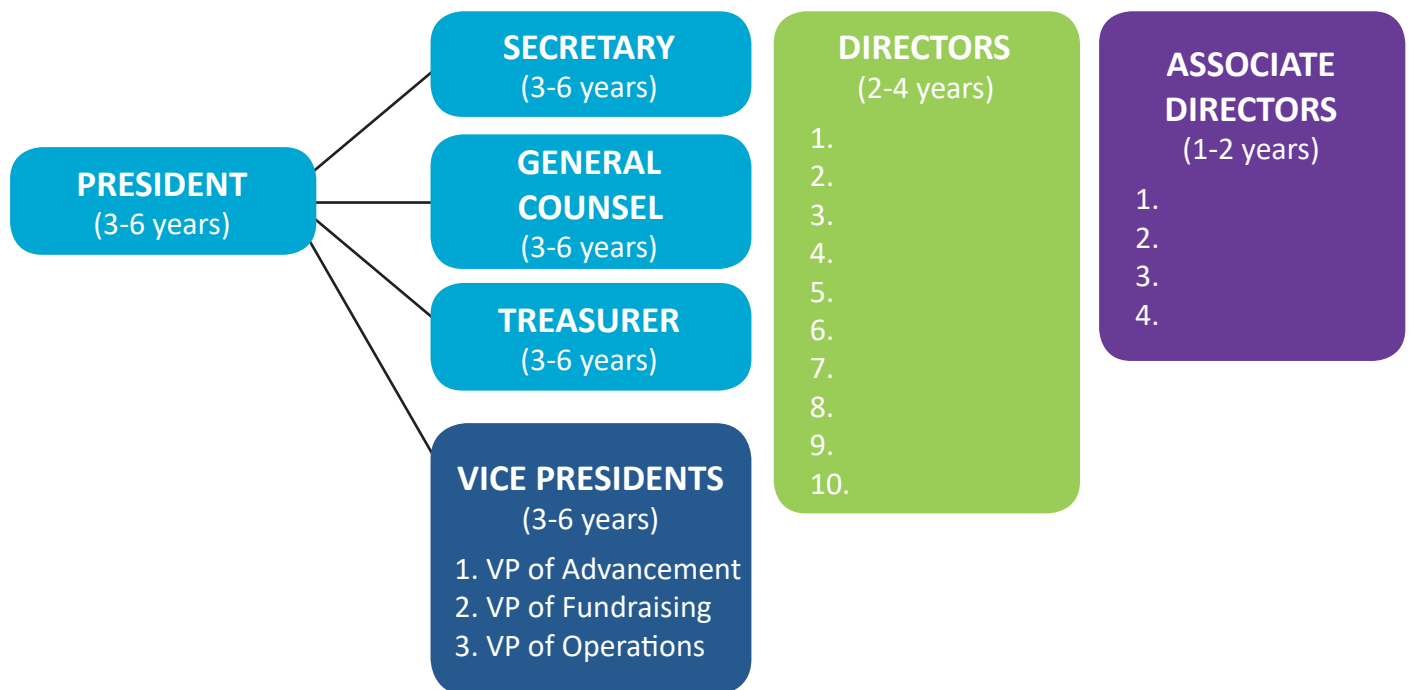 PRESIDENT
(3-6 years)
SECRETARY
(3-6 years)
GENERAL
COUNSEL
(3-6 years)
TREASURER
(3-6 years)
VICE PRESIDENTS
(3-6 years)
1. VP of Advancement
2. VP of Fundraising
3. VP of Operations
DIRECTORS
(2-4 years)
1.
2.
3.
4.
5.
6.
7.
8.
9.
10.
ASSOCIATE
DIRECTORS
(1-2 years)
1.
2.
3.
4.